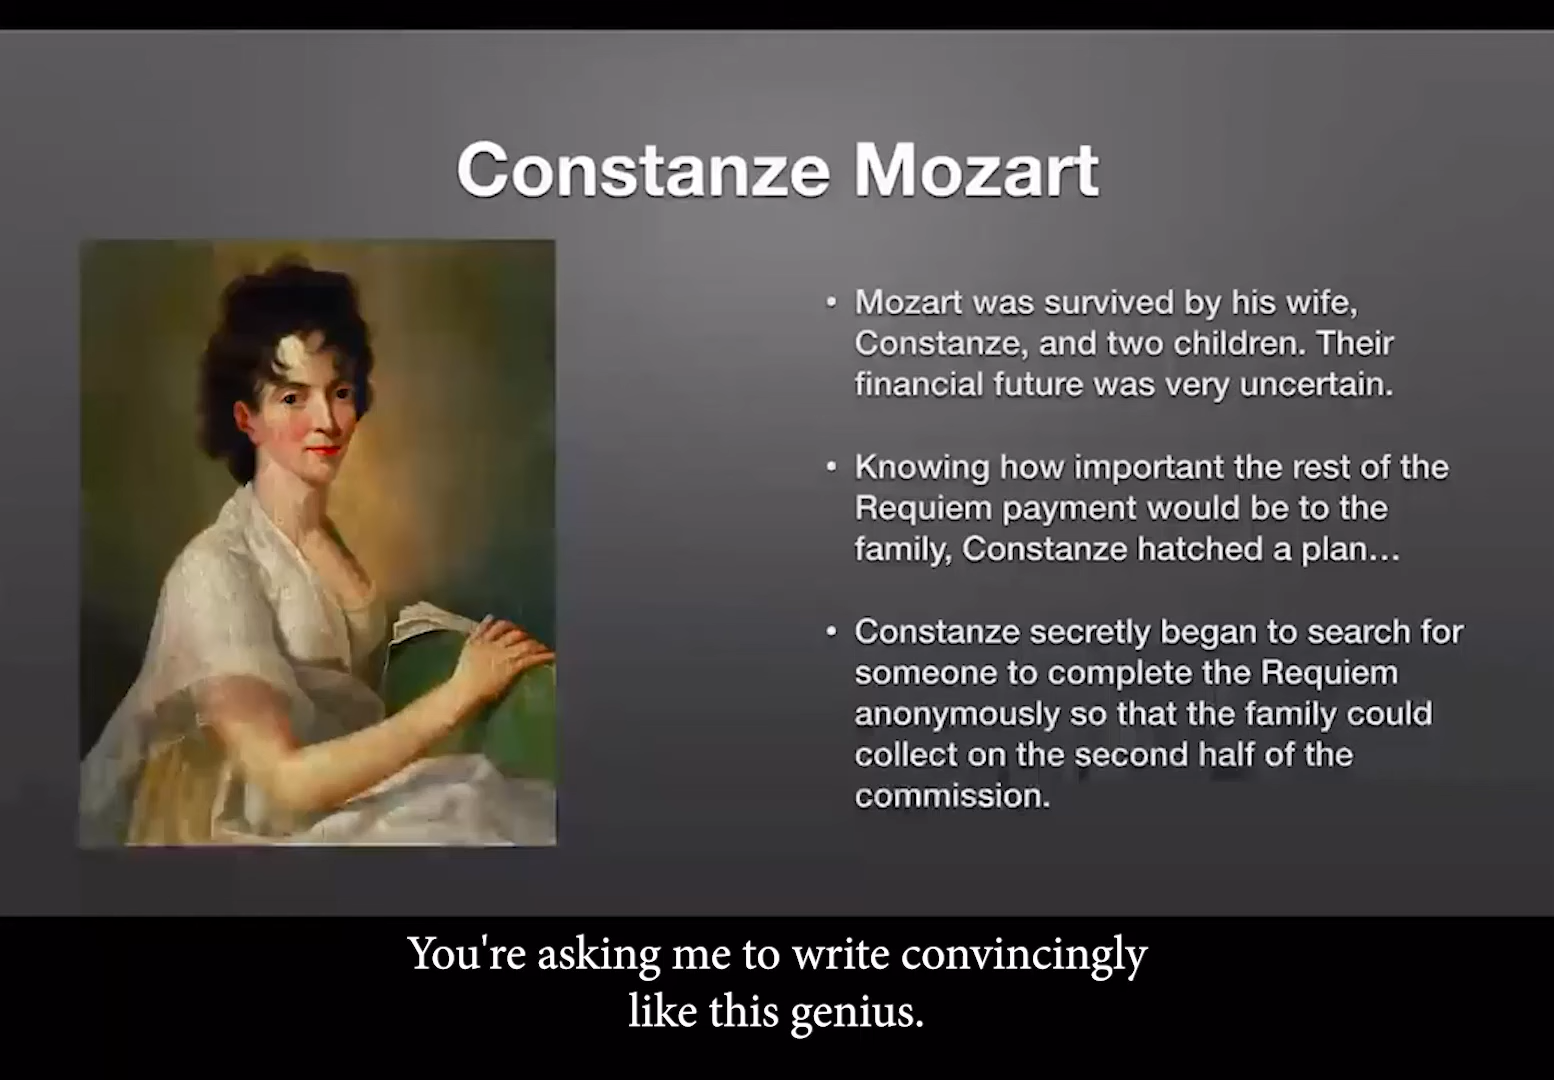 Constanze Mozart
• Mozart was survived by his wife,
Constanze, and two children. Their
financial future was very uncertain.
• Knowing how important the rest of the
Requiem payment would be to the
family, Constanze hatched a plan…
• Constanze secretly began to search for
someone to complete the Requiem
anonymously so that the family could
collect on the second half of the
commission.
You're asking me to write convincingly
like this genius.